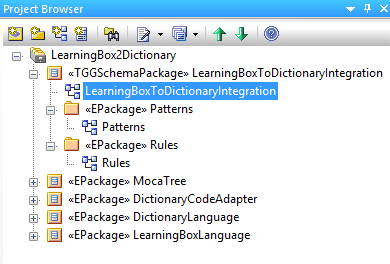 Project Browser
LearningBox2Dictionary
«TGGSchemaPackage» LearningBoxToDictionaryIntegration
LearningBoxToDictionaryIntegration
«EPackage» Patterns
Patterns
«EPackage» Rules
Rules
«EPackage» MocaTree
«EPackage» DictionaryCodeAdapter
«EPackage» DictionaryLanguage
«EPackage» LearningBoxLanguage